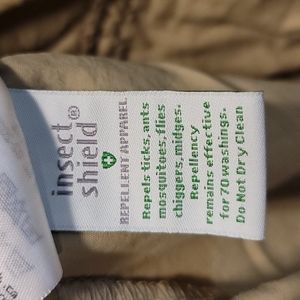 insect
shield®
REPELLENT APPAREL
Repels ticks, ants
mosquitoes, flies
chiggers, midges.
Repellency
remains effective
for 70 washings.
Do Not Dry Clean